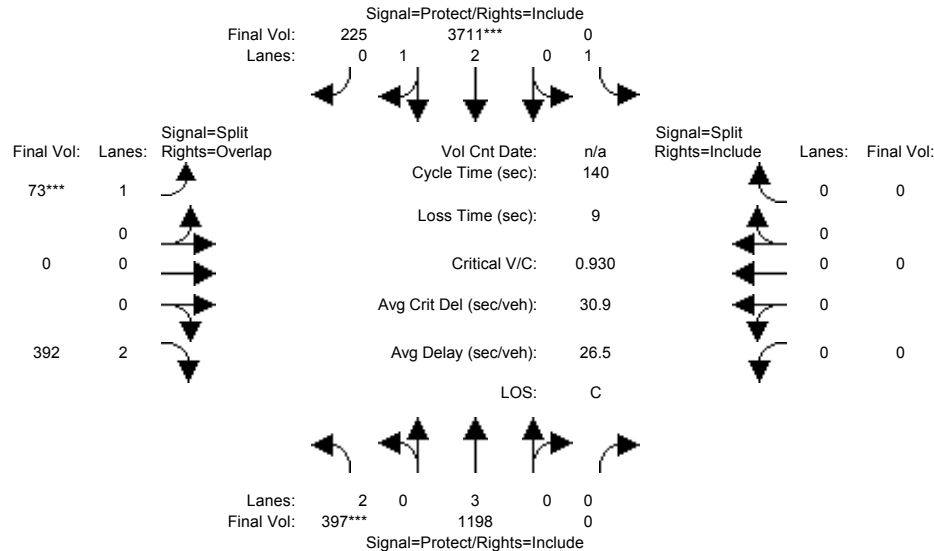 Signal=Protect/Rights=Include
Final Vol: 225 3711*** 0
Lanes: 0 1 2 0 1
Signal=Split Signal=Split
Final Vol: Lanes: Rights=Overlap Vol Cnt Date: n/a Rights=Include Lanes: Final Vol:
Cycle Time (sec): 140
73*** 1 0 0
Loss Time (sec): 9
0 0
0 0 Critical V/C: 0.930 0 0
0 Avg Crit Del (sec/veh): 30.9 0
392 2 Avg Delay (sec/veh): 26.5 0 0
LOS: C
Lanes: 2 0 3 0 0
Final Vol: 397*** 1198 0
Signal=Protect/Rights=Include